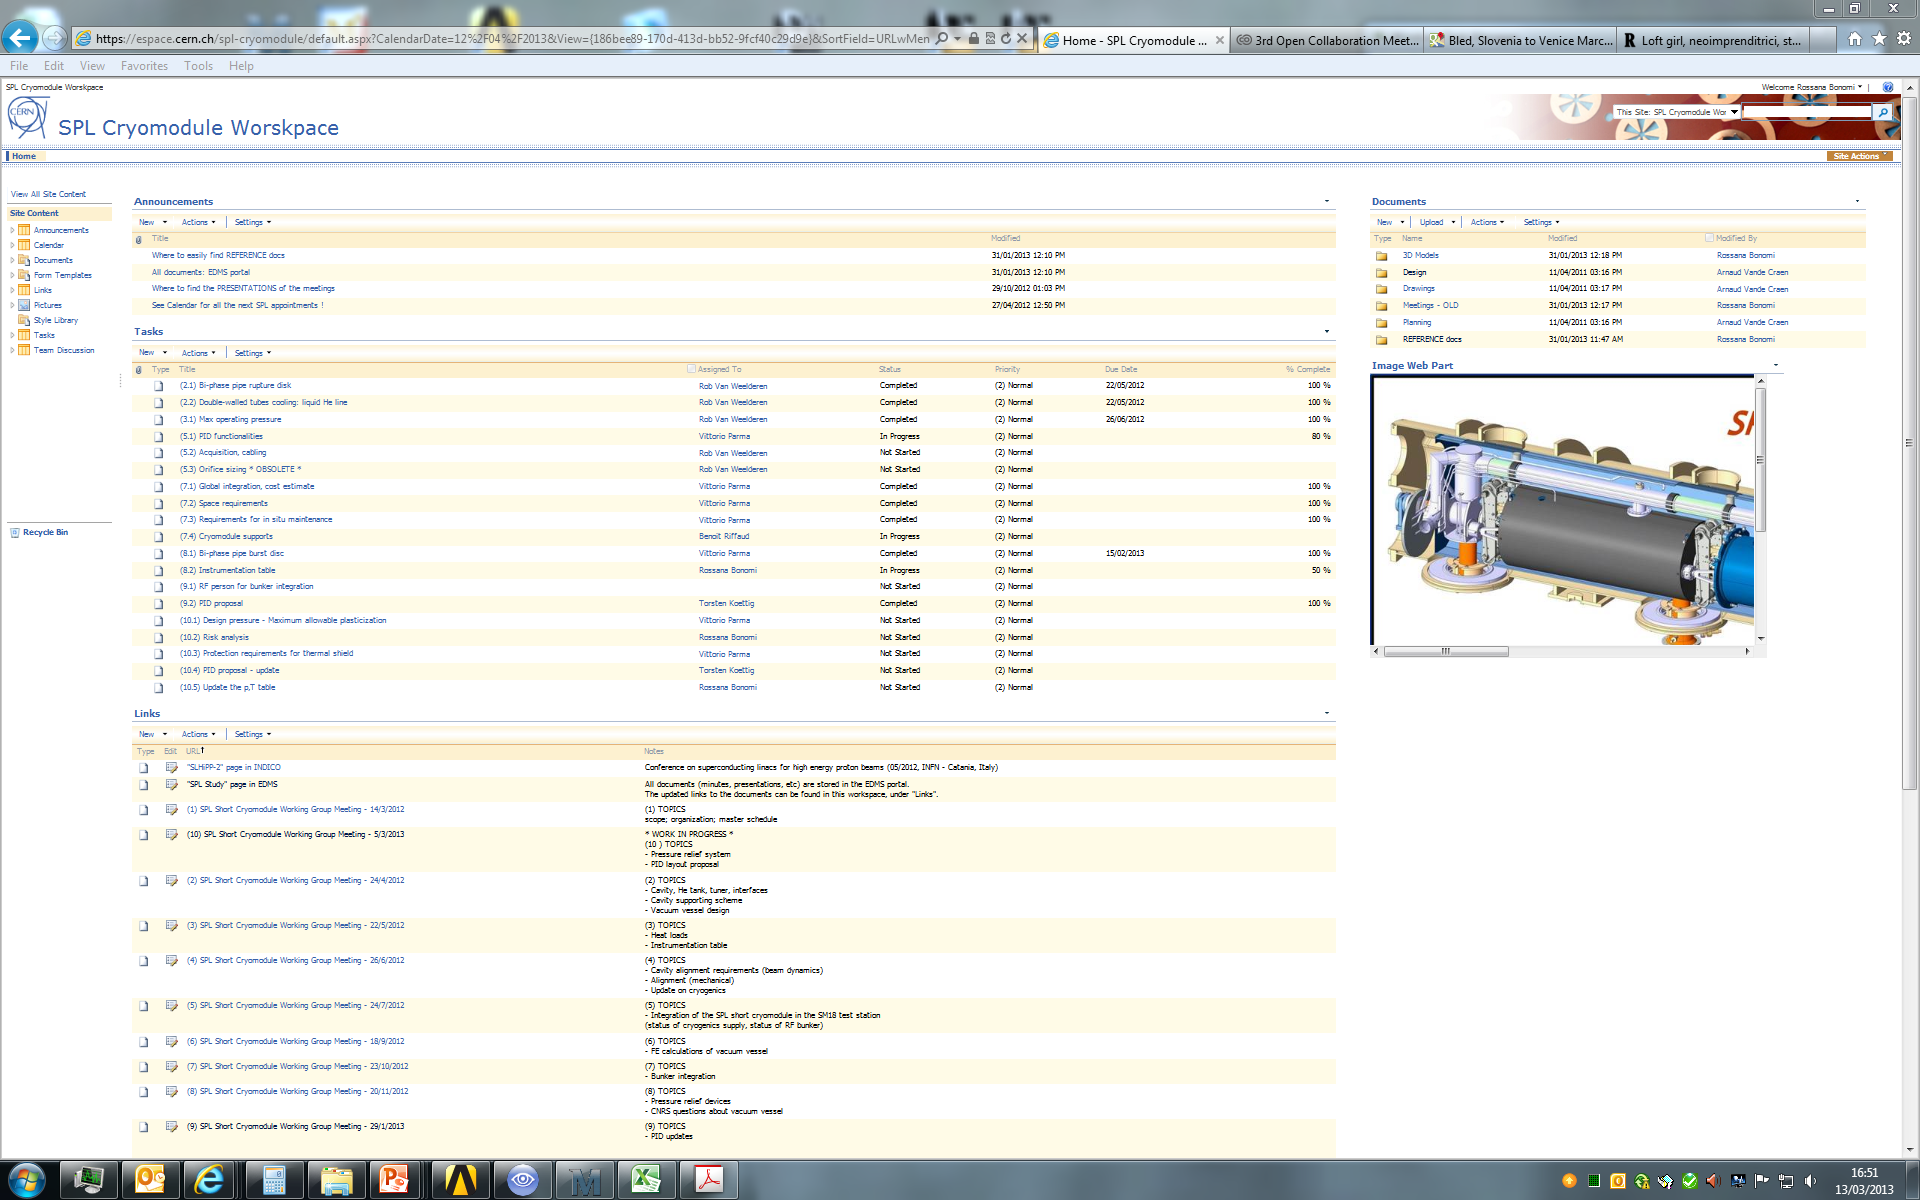 https://espace.cern.ch/spl-cryomodule/default.aspx?CalendarDate=12%2F04%2F2013&View={186bee89-170d-413d-bb52-9fcf40c29d9e}&SortField=URLwMen
Home - SPL Cryomodule ...
3rd Open Collaboration Meet...
Bled, Slovenia to Venice Marc...
Loft girl, neoimprenditrici, st...
File Edit View Favorites Tools Help
SPL Cryomodule Worskpace
Welcome Rossana Bonomi
CERN
SPL Cryomodule Worskpace
This Site: SPL Cryomodule Wor
Home
Site Actions
View All Site Content
Site Content
Announcements
Calendar
Documents
Form Templates
Links
Pictures
Style Library
Tasks
Team Discussion
Recycle Bin
Announcements
New Actions Settings
Title Modified
Where to easily find REFERENCE docs 31/01/2013 12:10 PM
All documents: EDMS portal 31/01/2013 12:10 PM
Where to find the PRESENTATIONS of the meetings 29/10/2012 01:03 PM
See Calendar for all the next SPL appointments ! 27/04/2012 12:50 PM
Tasks
New Actions Settings
Type Title Assigned To Status Priority Due Date % Complete
(2.1) Bi-phase pipe rupture disk Rob Van Weelderen Completed (2) Normal 22/05/2012 100 %
(2.2) Double-walled tubes cooling: liquid He line Rob Van Weelderen Completed (2) Normal 22/05/2012 100 %
(3.1) Max operating pressure Rob Van Weelderen Completed (2) Normal 26/06/2012 100 %
(5.1) PID functionalities Vittorio Parma In Progress (2) Normal 80 %
(5.2) Acquisition, cabling Rob Van Weelderen Not Started (2) Normal
(5.3) Orifice sizing * OBSOLETE * Rob Van Weelderen Not Started (2) Normal
(7.1) Global integration, cost estimate Vittorio Parma Completed (2) Normal 100 %
(7.2) Space requirements Vittorio Parma Completed (2) Normal 100 %
(7.3) Requirements for in situ maintenance Vittorio Parma Completed (2) Normal 100 %
(7.4) Cryomodule supports Benoit Riffaud In Progress (2) Normal
(8.1) Bi-phase pipe burst disc Vittorio Parma Completed (2) Normal 15/02/2013 100 %
(8.2) Instrumentation table Rossana Bonomi In Progress (2) Normal 50 %
(9.1) RF person for bunker integration Not Started (2) Normal
(9.2) PID proposal Torsten Koettig Completed (2) Normal 100 %
(10.1) Design pressure - Maximum allowable plasticization Vittorio Parma Not Started (2) Normal
(10.2) Risk analysis Rossana Bonomi Not Started (2) Normal
(10.3) Protection requirements for thermal shield Vittorio Parma Not Started (2) Normal
(10.4) PID proposal - update Torsten Koettig Not Started (2) Normal
(10.5) Update the p,T table Rossana Bonomi Not Started (2) Normal
Links
New Actions Settings
Type Edit URL Notes
"SLHiPP-2" page in INDICO Conference on superconducting linacs for high energy proton beams (05/2012, INFN - Catania, Italy)
"SPL Study" page in EDMS All documents (minutes, presentations, etc) are stored in the EDMS portal.
The updated links to the documents can be found in this workspace, under "Links".
(1) SPL Short Cryomodule Working Group Meeting - 14/3/2012 (1) TOPICS
scope; organization; master schedule
(10) SPL Short Cryomodule Working Group Meeting - 5/3/2013 * WORK IN PROGRESS *
(10 ) TOPICS
- Pressure relief system
- PID layout proposal
(2) SPL Short Cryomodule Working Group Meeting - 24/4/2012 (2) TOPICS
- Cavity, He tank, tuner, interfaces
- Cavity supporting scheme
- Vacuum vessel design
(3) SPL Short Cryomodule Working Group Meeting - 22/5/2012 (3) TOPICS
- Heat loads
- Instrumentation table
(4) SPL Short Cryomodule Working Group Meeting - 26/6/2012 (4) TOPICS
- Cavity alignment requirements (beam dynamics)
- Alignment (mechanical)
- Update on cryogenics
(5) SPL Short Cryomodule Working Group Meeting - 24/7/2012 (5) TOPICS
- Integration of the SPL short cryomodule in the SM18 test station
(status of cryogenics supply, status of RF bunker)
(6) SPL Short Cryomodule Working Group Meeting - 18/9/2012 (6) TOPICS
- FE calculations of vacuum vessel
(7) SPL Short Cryomodule Working Group Meeting - 23/10/2012 (7) TOPICS
- Bunker integration
(8) SPL Short Cryomodule Working Group Meeting - 20/11/2012 (8) TOPICS
- Pressure relief devices
- CNRS questions about vacuum vessel
(9) SPL Short Cryomodule Working Group Meeting - 29/1/2013 (9) TOPICS
- PID updates
Documents
New Upload Actions Settings
Type Name Modified Modified By
3D Models 31/01/2013 12:18 PM Rossana Bonomi
Design 11/04/2011 03:16 PM Arnaud Vande Craen
Drawings 11/04/2011 03:17 PM Arnaud Vande Craen
Meetings - OLD 31/01/2013 12:17 PM Rossana Bonomi
Planning 11/04/2011 03:16 PM Arnaud Vande Craen
REFERENCE docs 31/01/2013 11:47 AM Rossana Bonomi
Image Web Part
16:51
13/03/2013